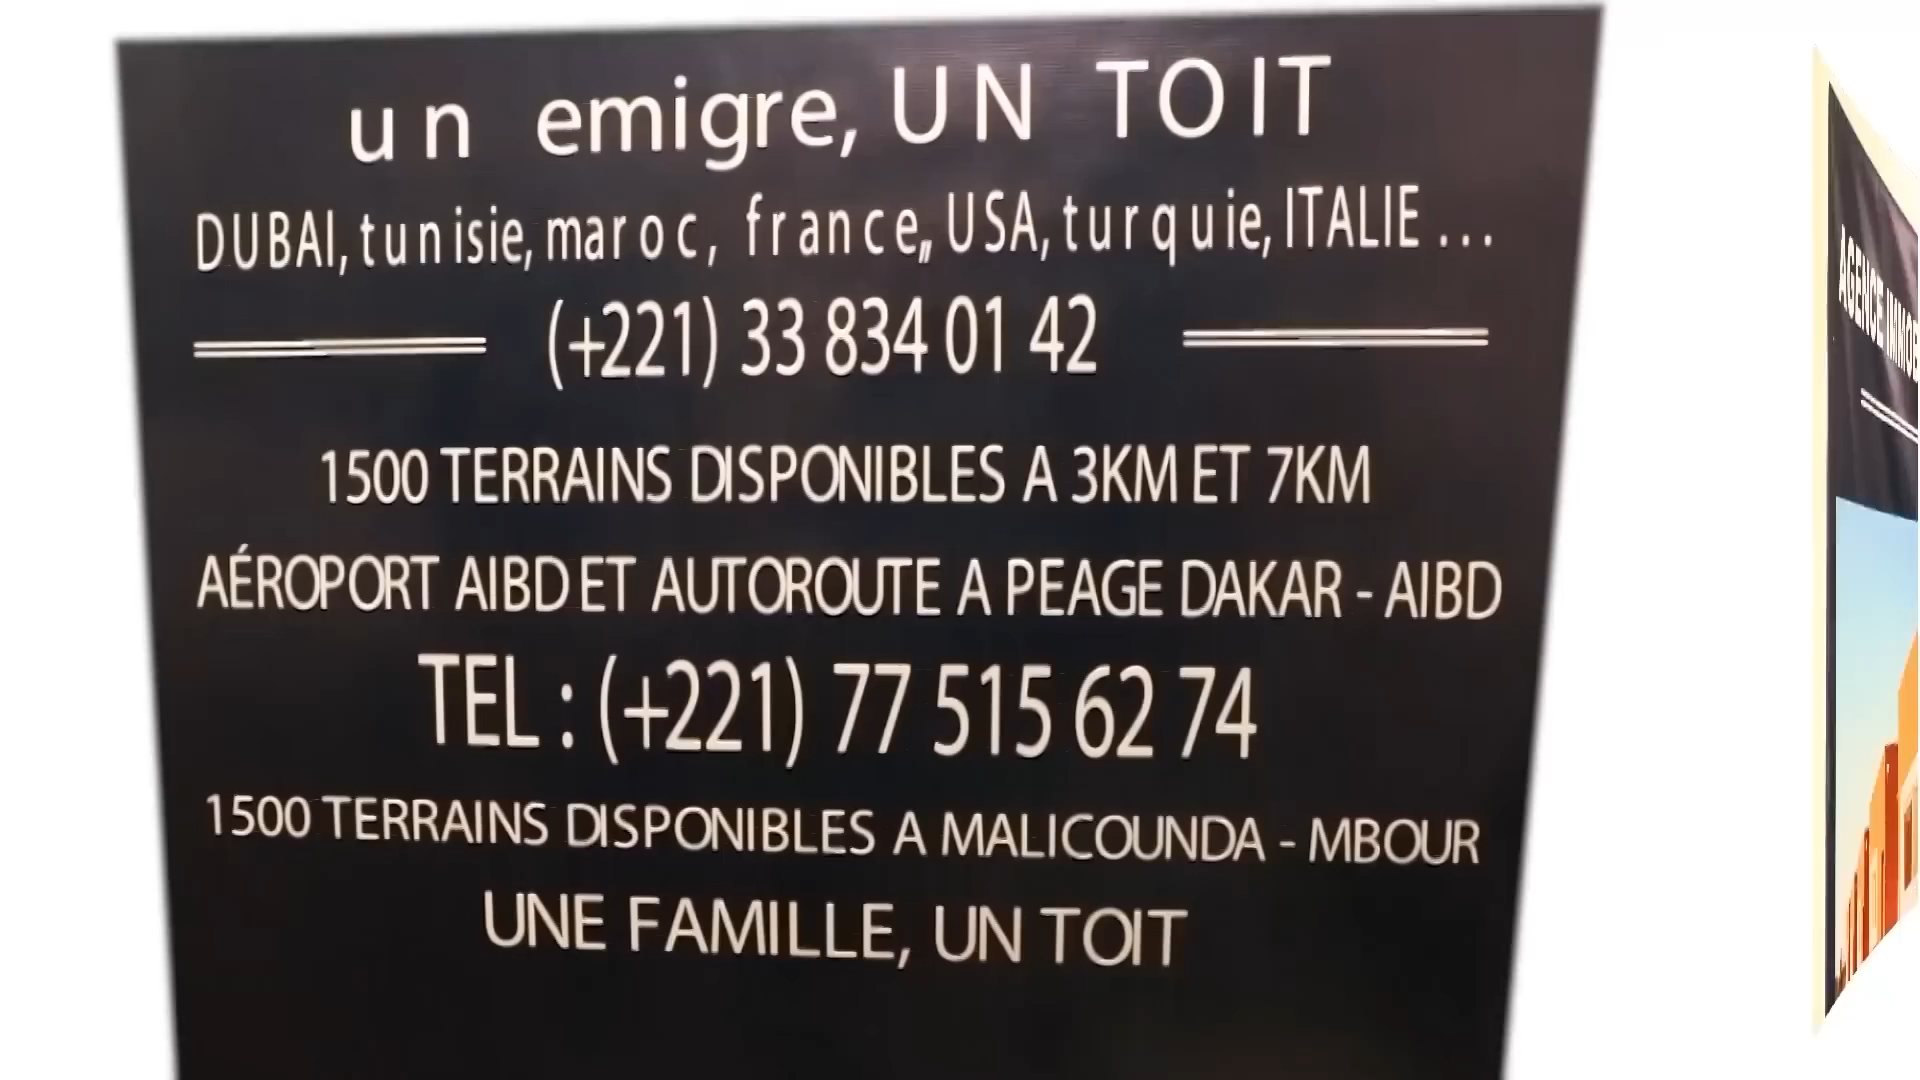 un emigre, UN TOIT
DUBAI, tunisie, maroc, france,, USA, turquie, ITALIE ...
(+221) 33 834 01 42
1500 TERRAINS DISPONIBLES A 3KM ET 7KM
AÉROPORT AIBD ET AUTOROUTE A PEAGE DAKAR - AIBD
TEL : (+221) 77 515 62 74
1500 TERRAINS DISPONIBLES A MALICOUNDA - MBOUR
UNE FAMILLE, UN TOIT
AGENCE